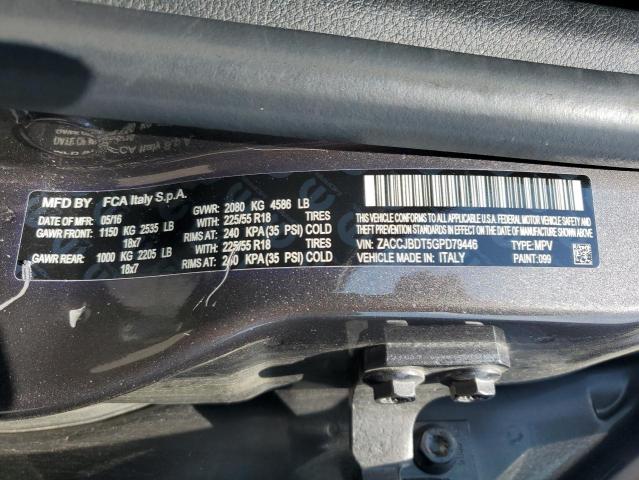 MFD BY FCA Italy S.p.A. GVWR: 2080 KG 4586 LB
DATE OF MFR: 05/16 WITH: 225/55 R18 TIRES
GAWR FRONT: 1150 KG 2535 LB RIMS AT: 240 KPA(35 PSI) COLD
18x7
GAWR REAR: 1000 KG 2205 LB WITH: 225/55 R18 TIRES
18x7 RIMS AT: 240 KPA(35 PSI) COLD
THIS VEHICLE CONFORMS TO ALL APPLICABLE
U.S.A. FEDERAL MOTOR VEHICLE SAFETY, BUMPER, AND
THEFT PREVENTION STANDARDS IN EFFECT
ON THE DATE OF MANUFACTURE SHOWN ABOVE
VIN: ZACCJBDT5GPD79446 TYPE: MPV
VEHICLE MADE IN: ITALY PAINT: 099